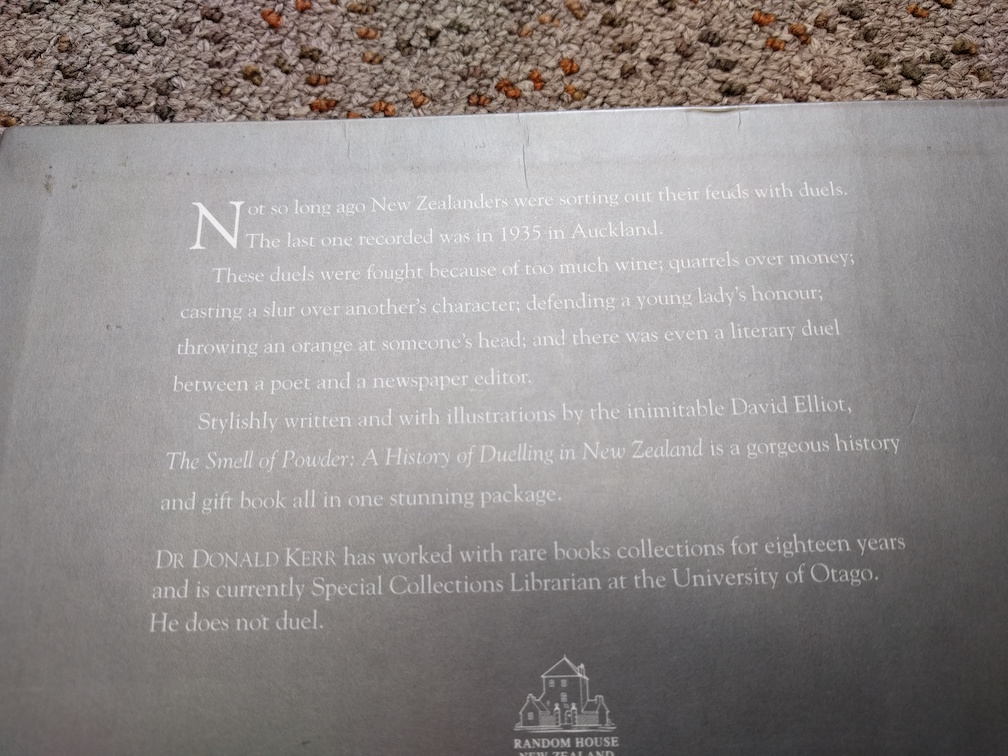 Not so long ago New Zealanders were sorting out their feuds with duels.
The last one recorded was in 1935 in Auckland.
These duels were fought because of too much wine; quarrels over money;
casting a slur over another's character; defending a young lady's honour;
throwing an orange at someone's head; and there was even a literary duel
between a poet and a newspaper editor.
Stylishly written and with illustrations by the inimitable David Elliot,
The Smell of Powder: A History of Duelling in New Zealand is a gorgeous history
and gift book all in one stunning package.
DR DONALD KERR has worked with rare books collections for eighteen years
and is currently Special Collections Librarian at the University of Otago.
He does not duel.
RANDOM HOUSE
NEW ZEALAND